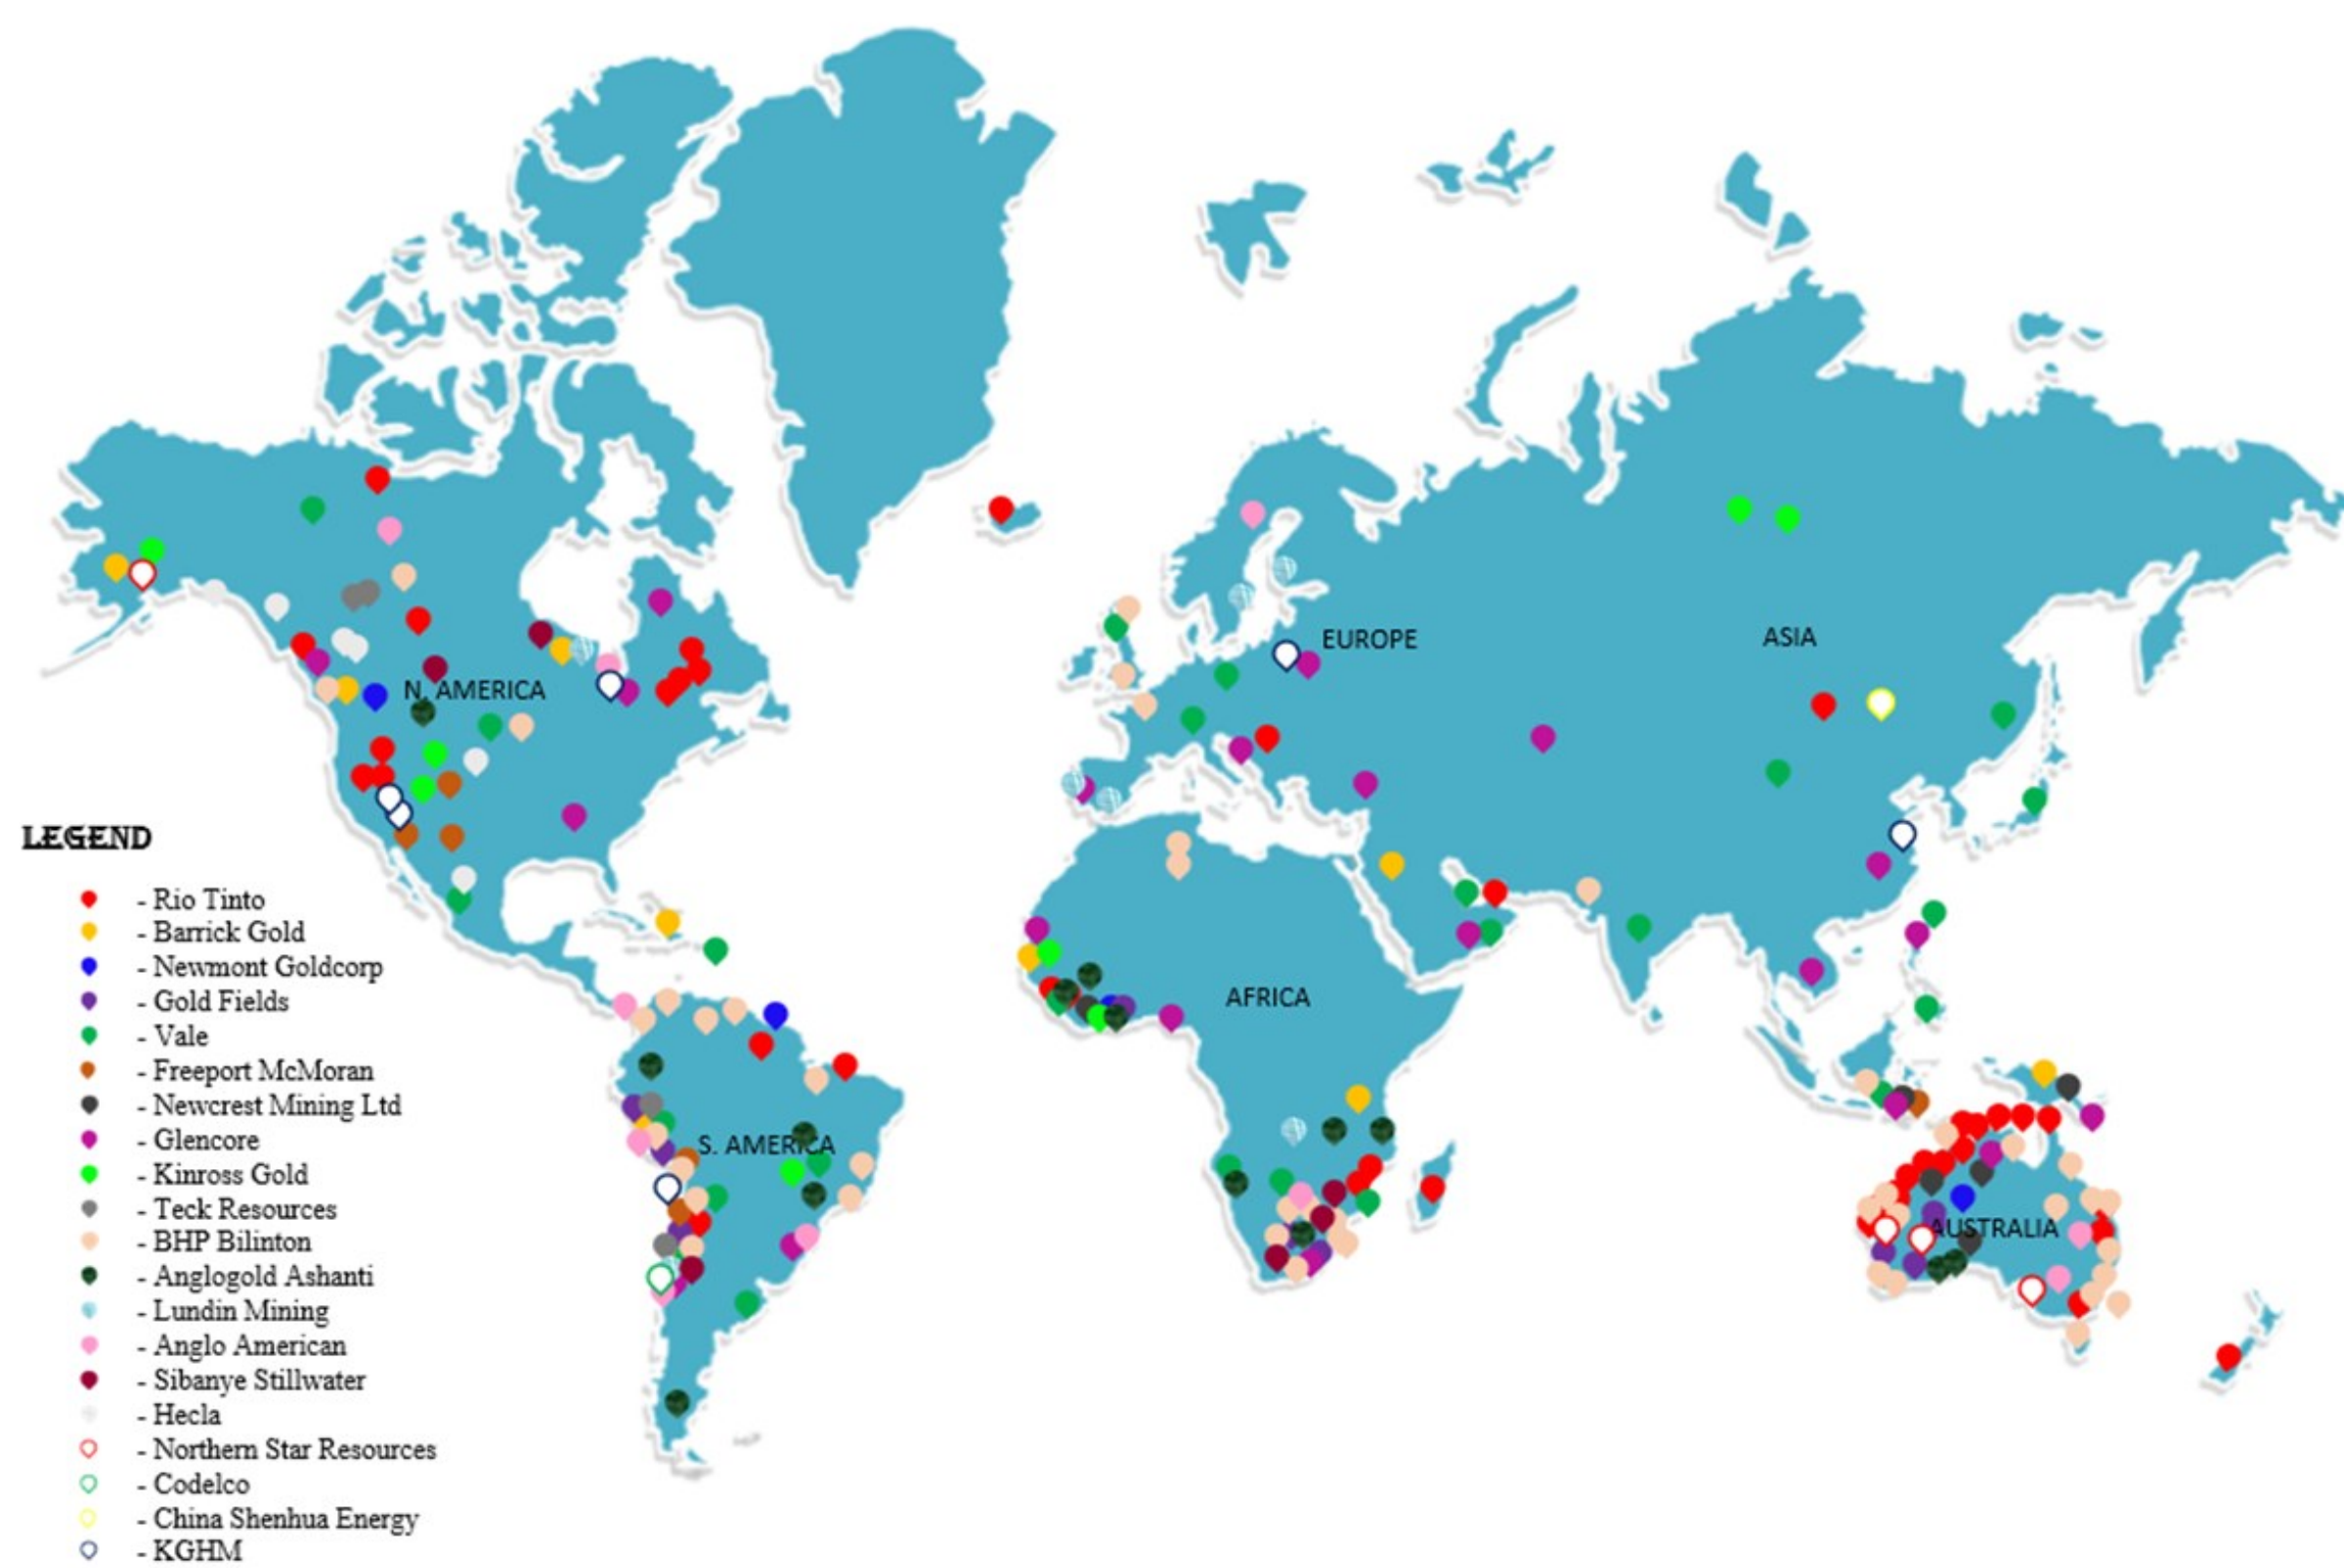 EUROPE
ASIA
N. AMERICA
LEGEND
- Rio Tinto
- Barrick Gold
- Newmont Goldcorp
- Gold Fields
- Vale
- Freeport McMoran
- Newcrest Mining Ltd
- Glencore
- Kinross Gold
- Teck Resources
- BHP Bilinton
- Anglogold Ashanti
- Lundin Mining
- Anglo American
- Sibanye Stillwater
- Hecla
- Northern Star Resources
- Codelco
- China Shenhua Energy
- KGHM
AFRICA
S. AMERICA
AUSTRALIA